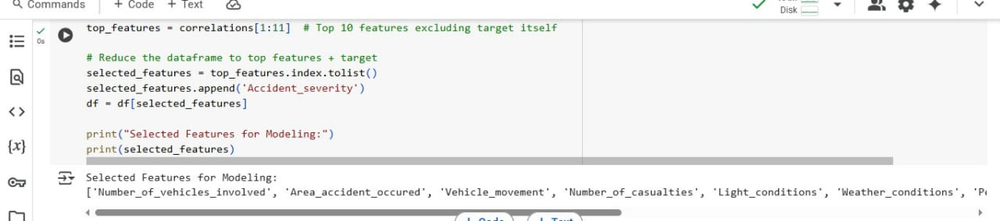 Commands + Code + Text
Disk
0s
top_features = correlations[1:11]  # Top 10 features excluding target itself
# Reduce the dataframe to top features + target
selected_features = top_features.index.tolist()
selected_features.append('Accident_severity')
df = df[selected_features]
print("Selected Features for Modeling:")
print(selected_features)
Selected Features for Modeling:
['Number_of_vehicles_involved', 'Area_accident_occured', 'Vehicle_movement', 'Number_of_casualties', 'Light_conditions', 'Weather_conditions',
+ Code + Text